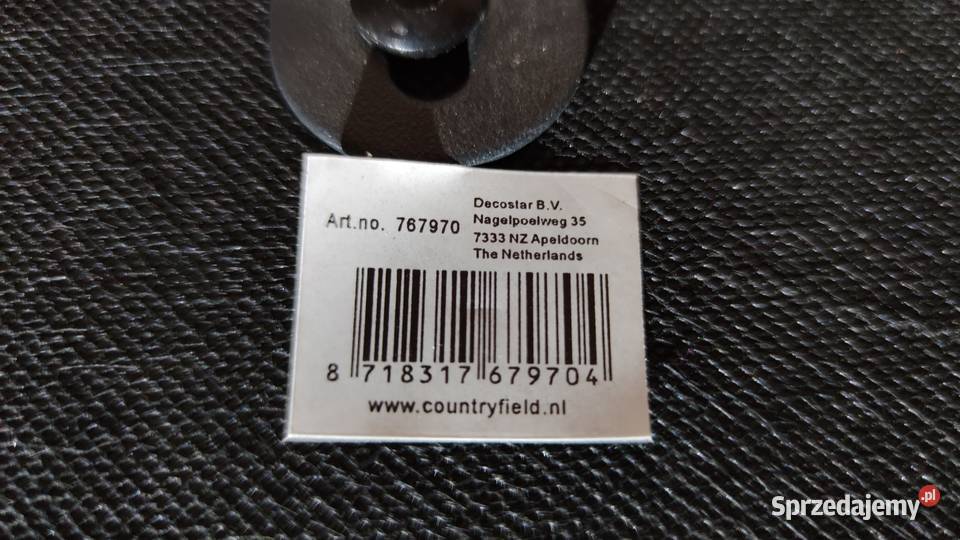 Art.no. 767970
Decostar B.V.
Nagelpoelweg 35
7333 NZ Apeldoorn
The Netherlands
8 718317 679704
www.countryfield.nl
Sprzedajemy.pl